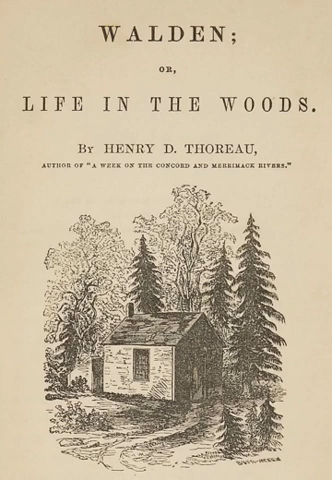 WALDEN;
OR,
LIFE IN THE WOODS.
BY HENRY D. THOREAU,
AUTHOR OF "A WEEK ON THE CONCORD AND MERRIMACK RIVERS."